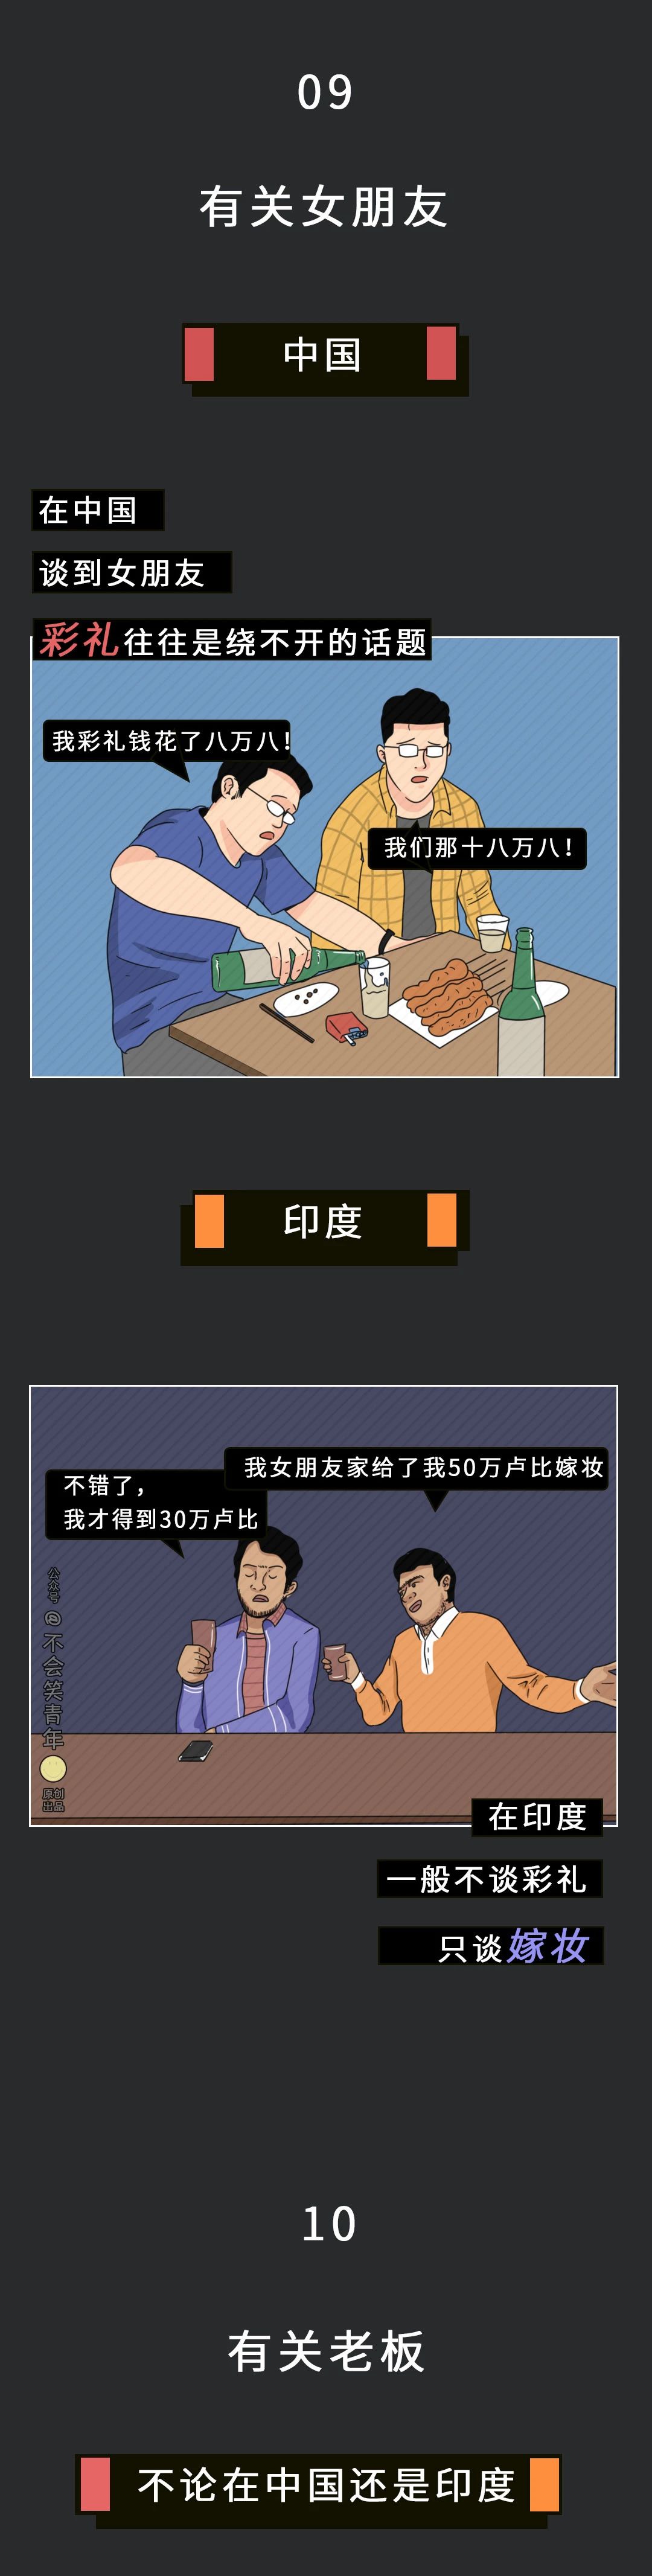 09
有关女朋友
中国
在中国
谈到女朋友
彩礼往往是绕不开的话题
我彩礼钱花了八万八!
我们那十八万八!
印度
我女朋友家给了我50万卢比嫁妆
不错了,
我才得到30万卢比
公众号@不会笑青年
原创
出品
在印度
一般不谈彩礼
只谈嫁妆
10
有关老板
不论在中国还是印度